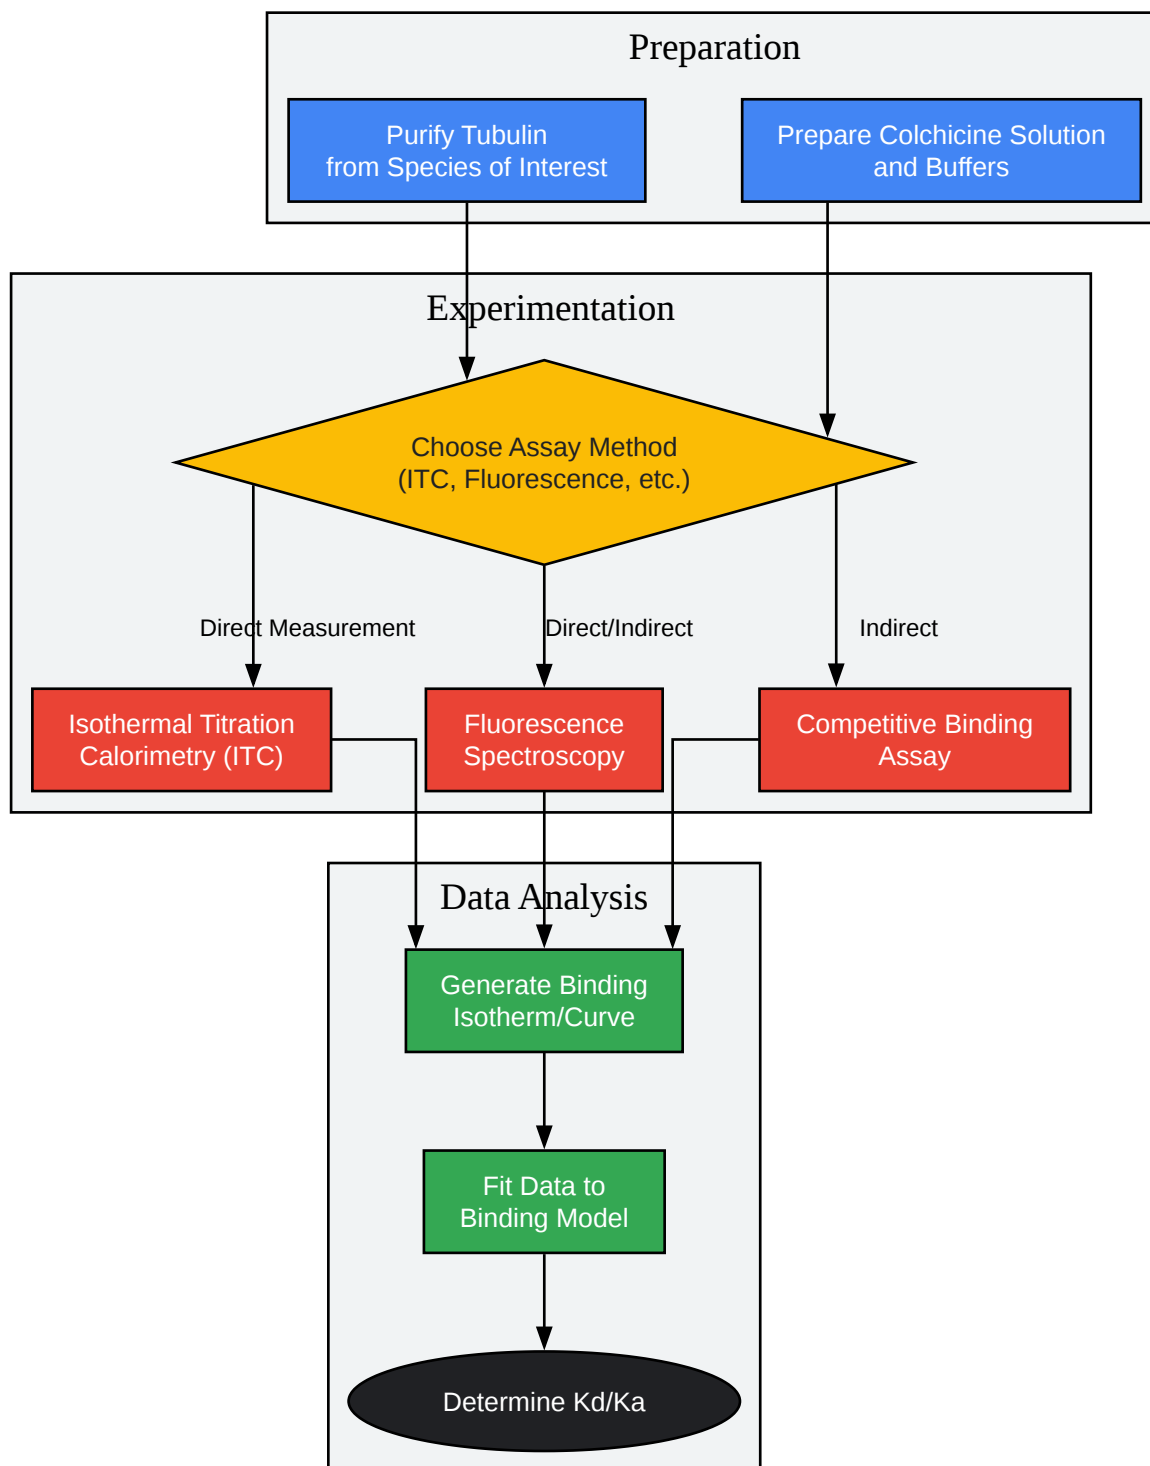 Preparation
Purify Tubulin
from Species of Interest
Prepare Colchicine Solution
and Buffers
Experimentation
Choose Assay Method
(ITC, Fluorescence, etc.)
Direct Measurement
Direct/Indirect
Indirect
Isothermal Titration
Calorimetry (ITC)
Fluorescence
Spectroscopy
Competitive Binding
Assay
Data Analysis
Generate Binding
Isotherm/Curve
Fit Data to
Binding Model
Determine Kd/Ka